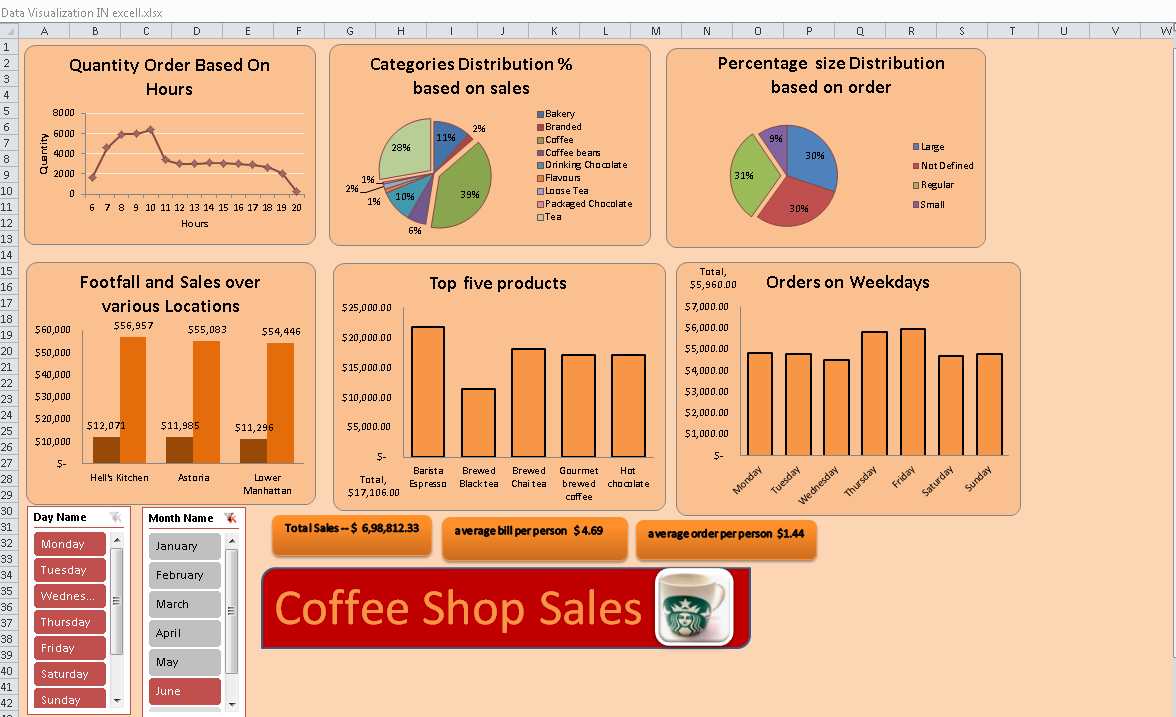 Data Visualization IN excell.xlsx
A B C D E F G H I J K L M N O P Q R S T U V W
1
2
3
4
5
6
7
8
9
10
11
12
13
14
15
16
17
18
19
20
21
22
23
24
25
26
27
28
29
30
31
32
33
34
35
36
37
38
39
40
41
42
Quantity Order Based On
Hours
Quantity
8000
6000
4000
2000
0
6 7 8 9 10 11 12 13 14 15 16 17 18 19 20
Hours
Categories Distribution %
based on sales
11%
2%
39%
6%
10%
1%
2%
1%
28%
Bakery
Branded
Coffee
Coffee beans
Drinking Chocolate
Flavours
Loose Tea
Packaged Chocolate
Tea
Percentage size Distribution
based on order
30%
30%
31%
9%
Large
Not Defined
Regular
Small
Footfall and Sales over
various Locations
$60,000
$50,000
$40,000
$30,000
$20,000
$10,000
$-
$56,957
$55,083
$54,446
$12,071
$11,985
$11,296
Hell's Kitchen
Astoria
Lower
Manhattan
Top five products
$25,000.00
$20,000.00
$15,000.00
$10,000.00
$5,000.00
$-
Total,
$17,106.00
Barista
Espresso
Brewed
Black tea
Brewed
Chai tea
Gourmet
brewed
coffee
Hot
chocolate
Total,
$5,960.00
Orders on Weekdays
$7,000.00
$6,000.00
$5,000.00
$4,000.00
$3,000.00
$2,000.00
$1,000.00
$-
Monday
Tuesday
Wednesday
Thursday
Friday
Saturday
Sunday
Day Name
Monday
Tuesday
Wednes...
Thursday
Friday
Saturday
Sunday
Month Name
January
February
March
April
May
June
Total Sales -- $ 6,98,812.33
average bill per person $ 4.69
average order per person $1.44
Coffee Shop Sales